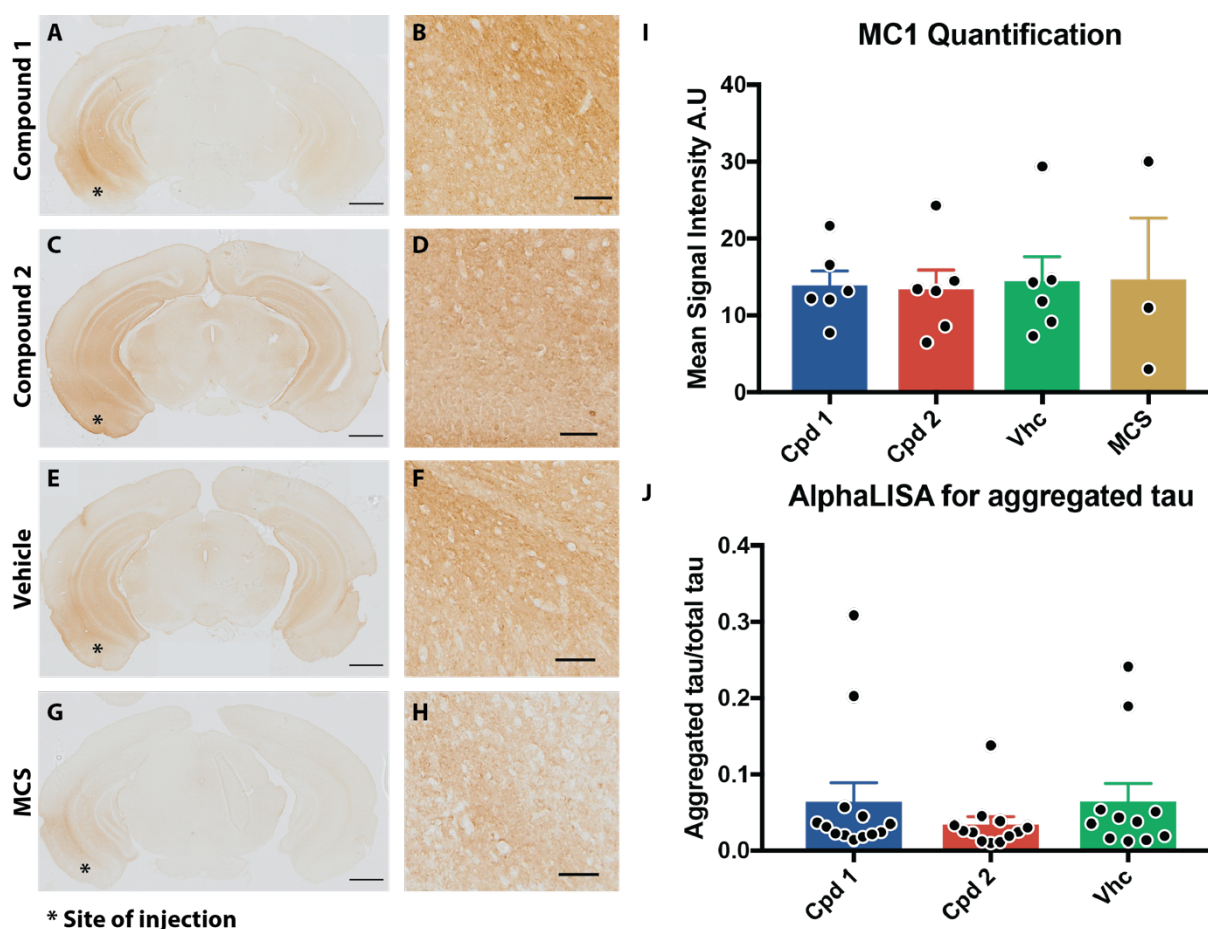 Compound 1
A
*
B
Compound 2
C
*
D
Vehicle
E
*
F
MCS
G
*
H
* Site of injection
I
MC1 Quantification
Mean Signal Intensity A.U
40
30
20
10
0
Cpd 1
Cpd 2
Vhc
MCS
J
AlphaLISA for aggregated tau
Aggregated tau/total tau
0.4
0.3
0.2
0.1
0.0
Cpd 1
Cpd 2
Vhc